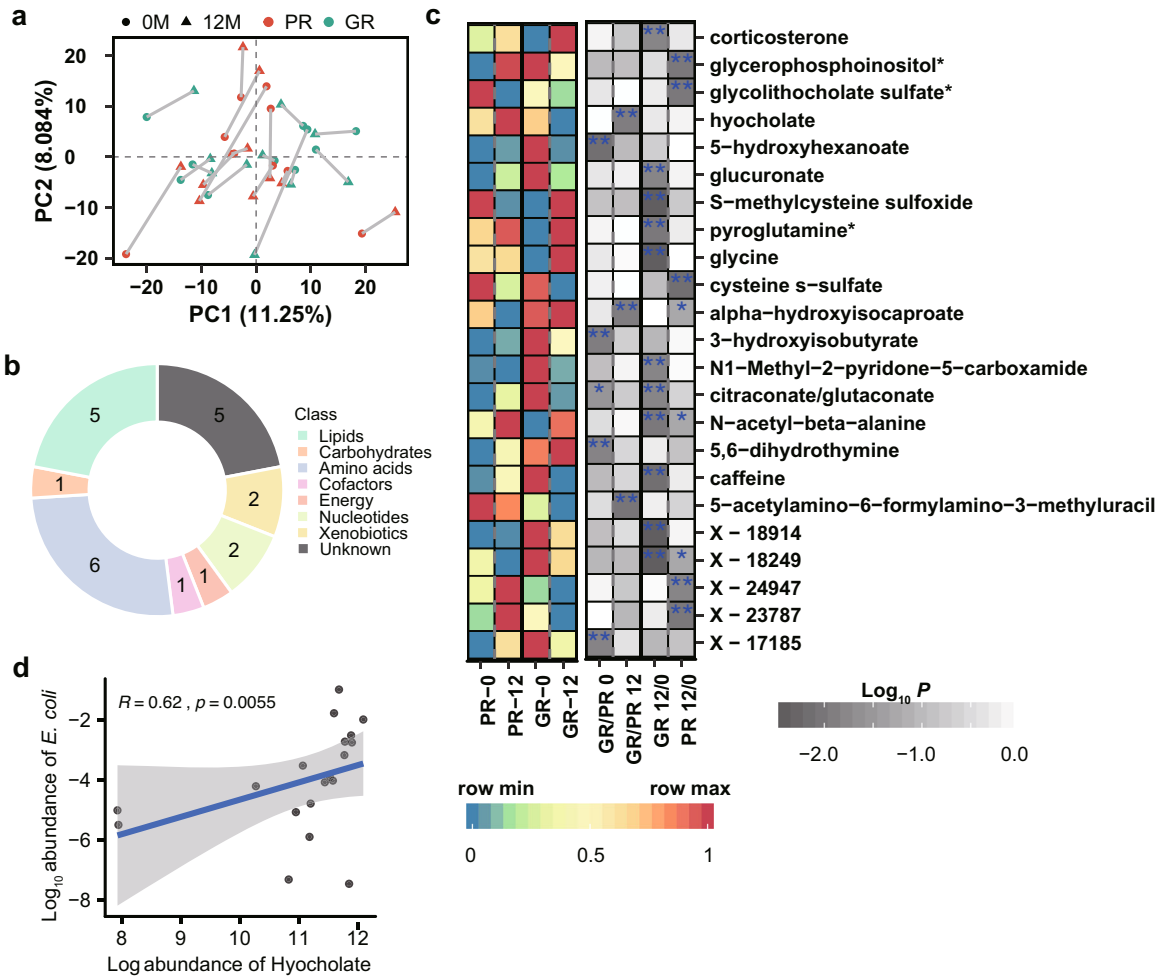 a
0M 12M PR GR
20
10
0
−10
−20
PC2 (8.084%)
−20 −10 0 10 20
PC1 (11.25%)
b
5 5
1 2
6 2
1 1
Class
Lipids
Carbohydrates
Amino acids
Cofactors
Energy
Nucleotides
Xenobiotics
Unknown
c
** corticosterone
** glycerophosphoinositol*
** glycolithocholate sulfate*
** hyocholate
** 5−hydroxyhexanoate
** glucuronate
** S−methylcysteine sulfoxide
** pyroglutamine*
** glycine
** cysteine s−sulfate
** * alpha−hydroxyisocaproate
** 3−hydroxyisobutyrate
** N1−Methyl−2−pyridone−5−carboxamide
* ** citraconate/glutaconate
** * N−acetyl−beta−alanine
** 5,6−dihydrothymine
** caffeine
** 5−acetylamino−6−formylamino−3−methyluracil
** X − 18914
** * X − 18249
** X − 24947
** X − 23787
** X − 17185
PR−0
PR−12
GR−0
GR−12
GR/PR 0
GR/PR 12
GR 12/0
PR 12/0
Log10 P
−2.0 −1.0 0.0
row min row max
0 0.5 1
d
R = 0.62 , p = 0.0055
−2
−4
−6
−8
Log10 abundance of E. coli
8 9 10 11 12
Log abundance of Hyocholate